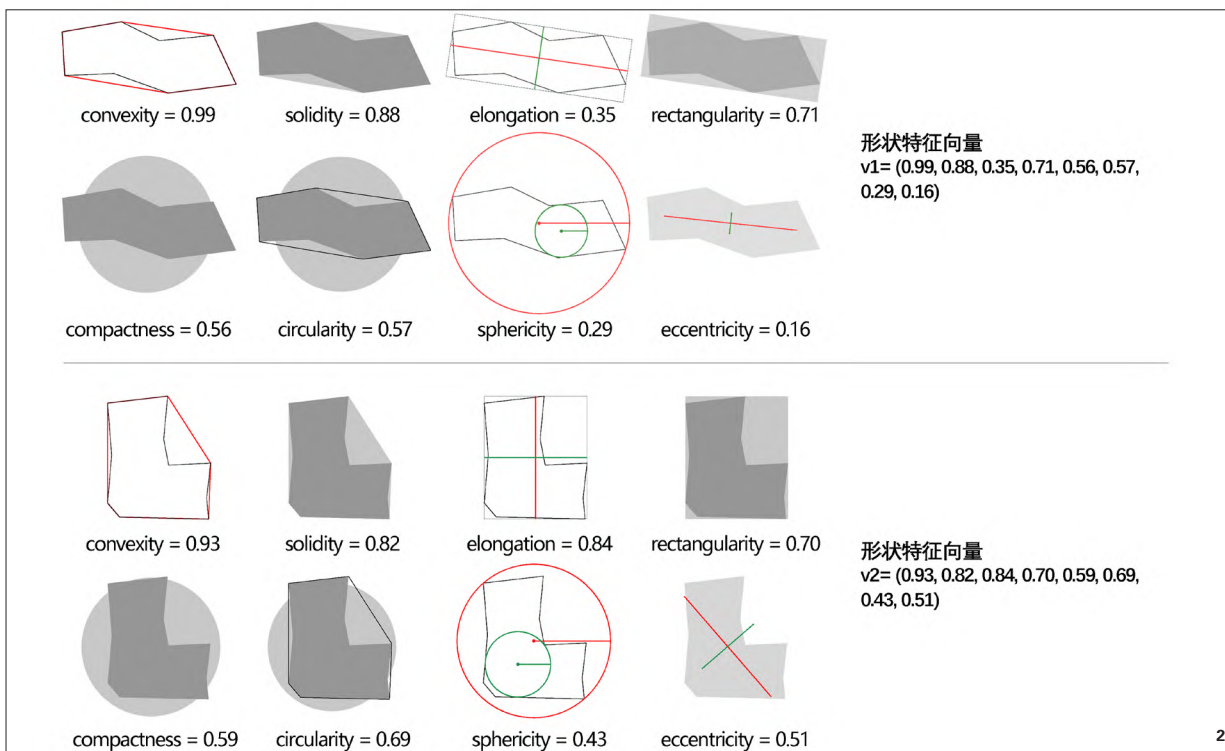 convexity = 0.99
solidity = 0.88
elongation = 0.35
rectangularity = 0.71
形状特征向量
v1= (0.99, 0.88, 0.35, 0.71, 0.56, 0.57,
0.29, 0.16)
compactness = 0.56
circularity = 0.57
sphericity = 0.29
eccentricity = 0.16
convexity = 0.93
solidity = 0.82
elongation = 0.84
rectangularity = 0.70
形状特征向量
v2= (0.93, 0.82, 0.84, 0.70, 0.59, 0.69,
0.43, 0.51)
compactness = 0.59
circularity = 0.69
sphericity = 0.43
eccentricity = 0.51
2